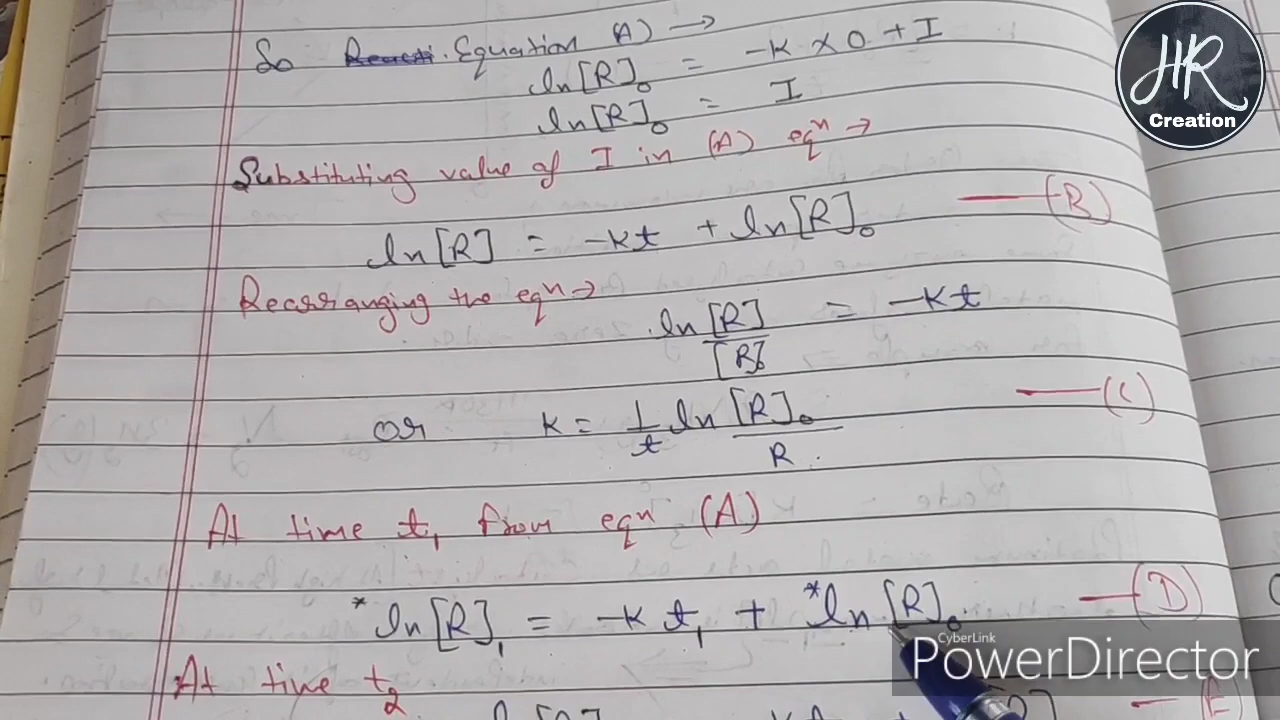 So Equation (A) →
ln[R]₀ = -K × 0 + I
ln[R]₀ = I
Substituting value of I in (A) eqⁿ →
ln[R] = -Kt + ln[R]₀ —(B)
Rearranging the eqn →
ln [R]/[R]₀ = -Kt
or K = 1/t ln [R]₀/R —(C)
At time t₁ from eqⁿ (A)
*ln[R]₁ = -K t₁ + *ln[R]₀ —(D)
At time t₂
—(E)
HR
Creation
CyberLink
PowerDirector